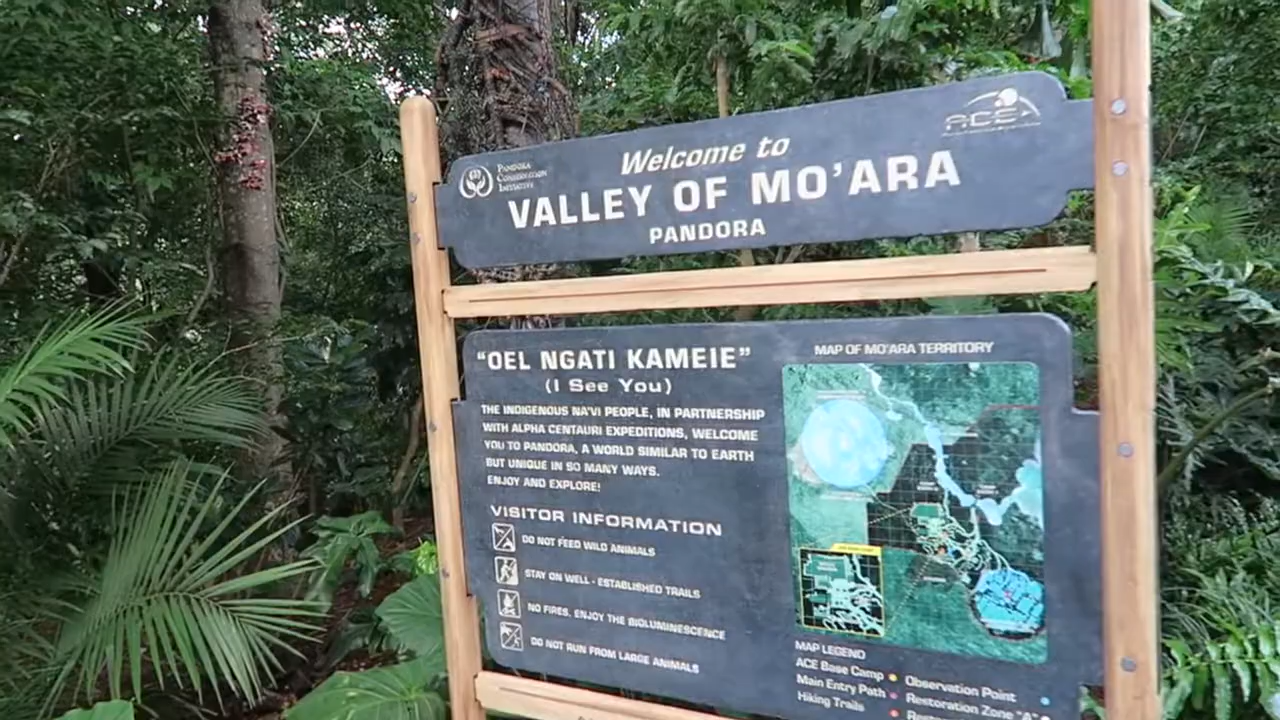 PANDORA
CONSERVATION
INITIATIVE
ACE
Welcome to
VALLEY OF MO'ARA
PANDORA
"OEL NGATI KAMEIE"
(I See You)
THE INDIGENOUS NA'VI PEOPLE, IN PARTNERSHIP
WITH ALPHA CENTAURI EXPEDITIONS, WELCOME
YOU TO PANDORA, A WORLD SIMILAR TO EARTH
BUT UNIQUE IN SO MANY WAYS.
ENJOY AND EXPLORE!
VISITOR INFORMATION
DO NOT FEED WILD ANIMALS
STAY ON WELL-ESTABLISHED TRAILS
NO FIRES. ENJOY THE BIOLUMINESCENCE
DO NOT RUN FROM LARGE ANIMALS
MAP OF MO'ARA TERRITORY
MAP LEGEND
ACE Base Camp
Main Entry Path
Hiking Trails
Observation Point
Restoration Zone "A"